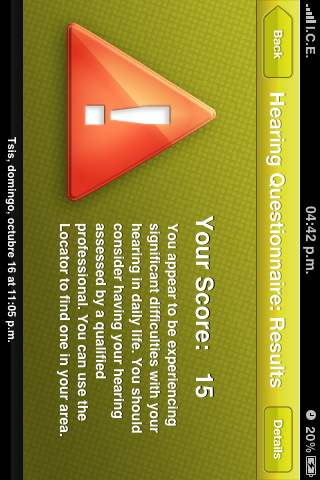 I.C.E.
04:42 p.m.
20%
Back
Hearing Questionnaire: Results
Details
Your Score: 15
You appear to be experiencing
significant difficulties with your
hearing in daily life. You should
consider having your hearing
assessed by a qualified
professional. You can use the
Locator to find one in your area.
Tsis, domingo, octubre 16 at 11:05 p.m.